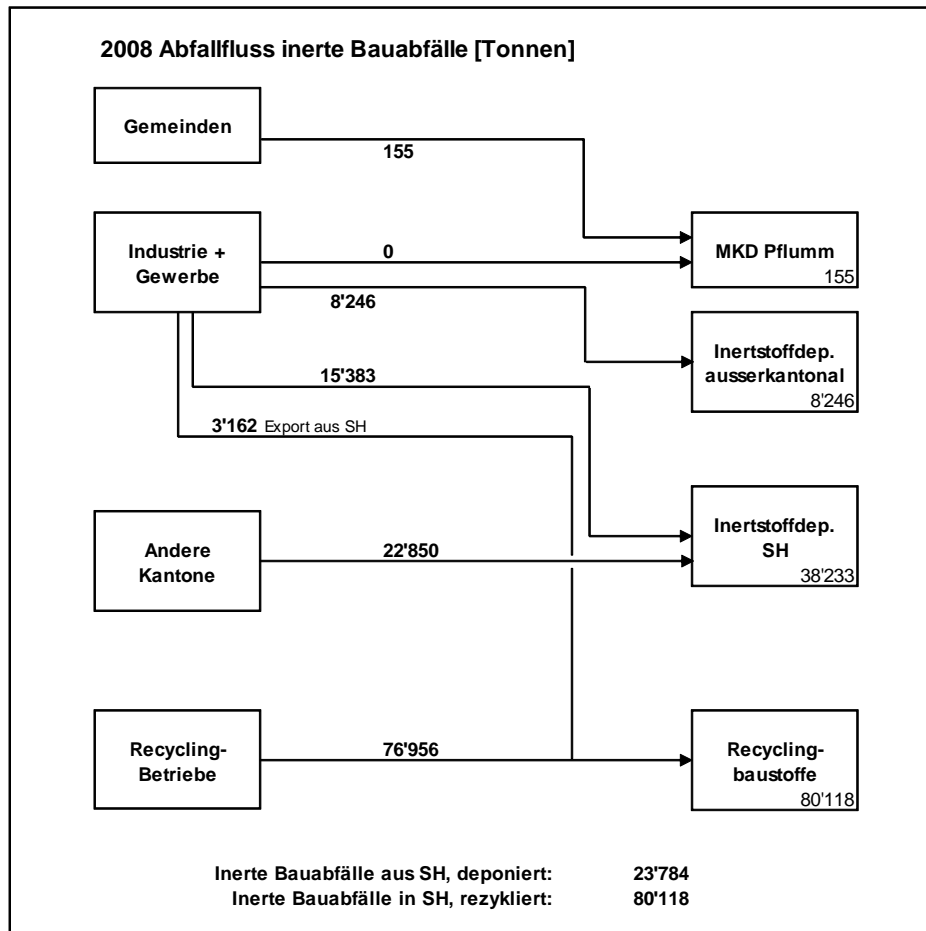 2008 Abfallfluss inerte Bauabfälle [Tonnen]
Gemeinden
155
Industrie +
Gewerbe
0
MKD Pflumm
155
8'246
Inertstoffdep.
ausserkantonal
8'246
15'383
3'162 Export aus SH
Andere
Kantone
22'850
Inertstoffdep.
SH
38'233
Recycling-
Betriebe
76'956
Recycling-
baustoffe
80'118
Inerte Bauabfälle aus SH, deponiert: 23'784
Inerte Bauabfälle in SH, rezykliert: 80'118